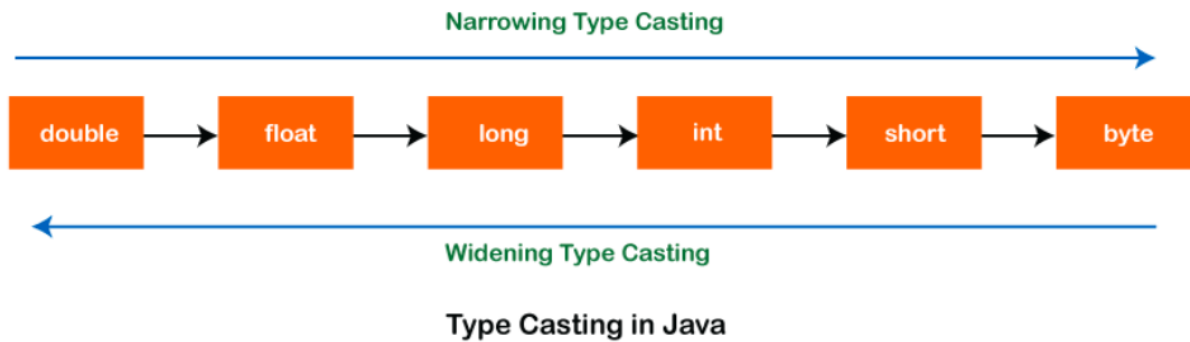 Narrowing Type Casting
double float long int short byte
Widening Type Casting
Type Casting in Java